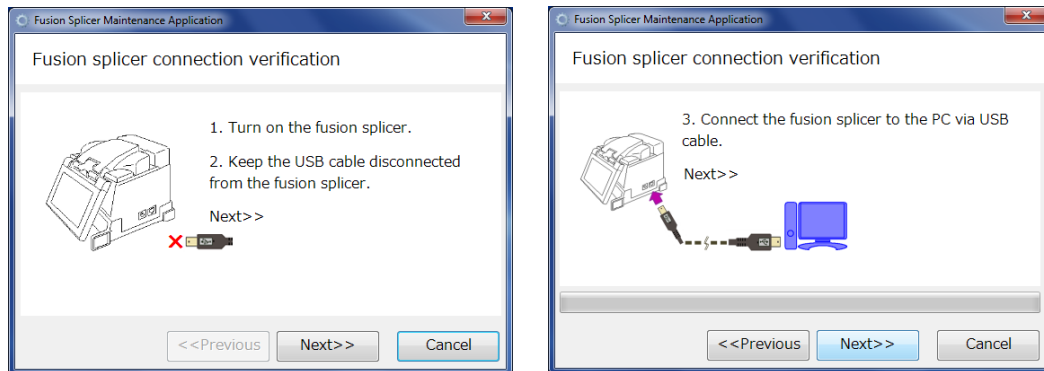 Fusion Splicer Maintenance Application
Fusion splicer connection verification
1. Turn on the fusion splicer.
2. Keep the USB cable disconnected
from the fusion splicer.
Next>>
<<Previous
Next>>
Cancel
Fusion Splicer Maintenance Application
Fusion splicer connection verification
3. Connect the fusion splicer to the PC via USB
cable.
Next>>
<<Previous
Next>>
Cancel